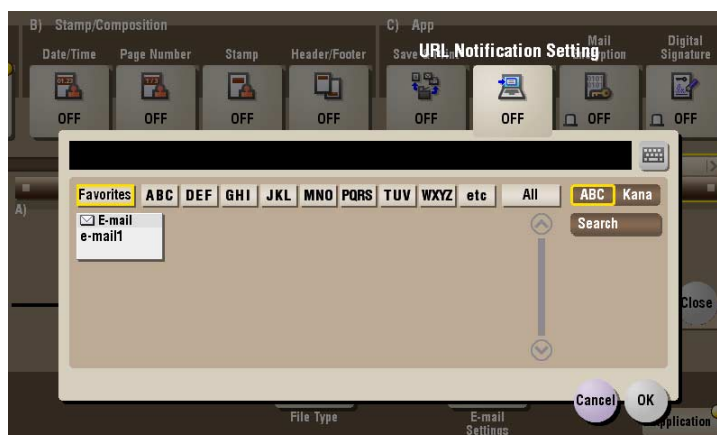 B) Stamp/Composition
C) App
Date/Time
Page Number
Stamp
Header/Footer
Save
URL Notification Setting
Mail
Digital
Signature
OFF
OFF
OFF
OFF
OFF
OFF
OFF
OFF
Favorites ABC DEF GHI JKL MNO PQRS TUV WXYZ etc All ABC Kana
A)
E-mail
e-mail1
Search
Close
Cancel
OK
File Type
E-mail
Settings